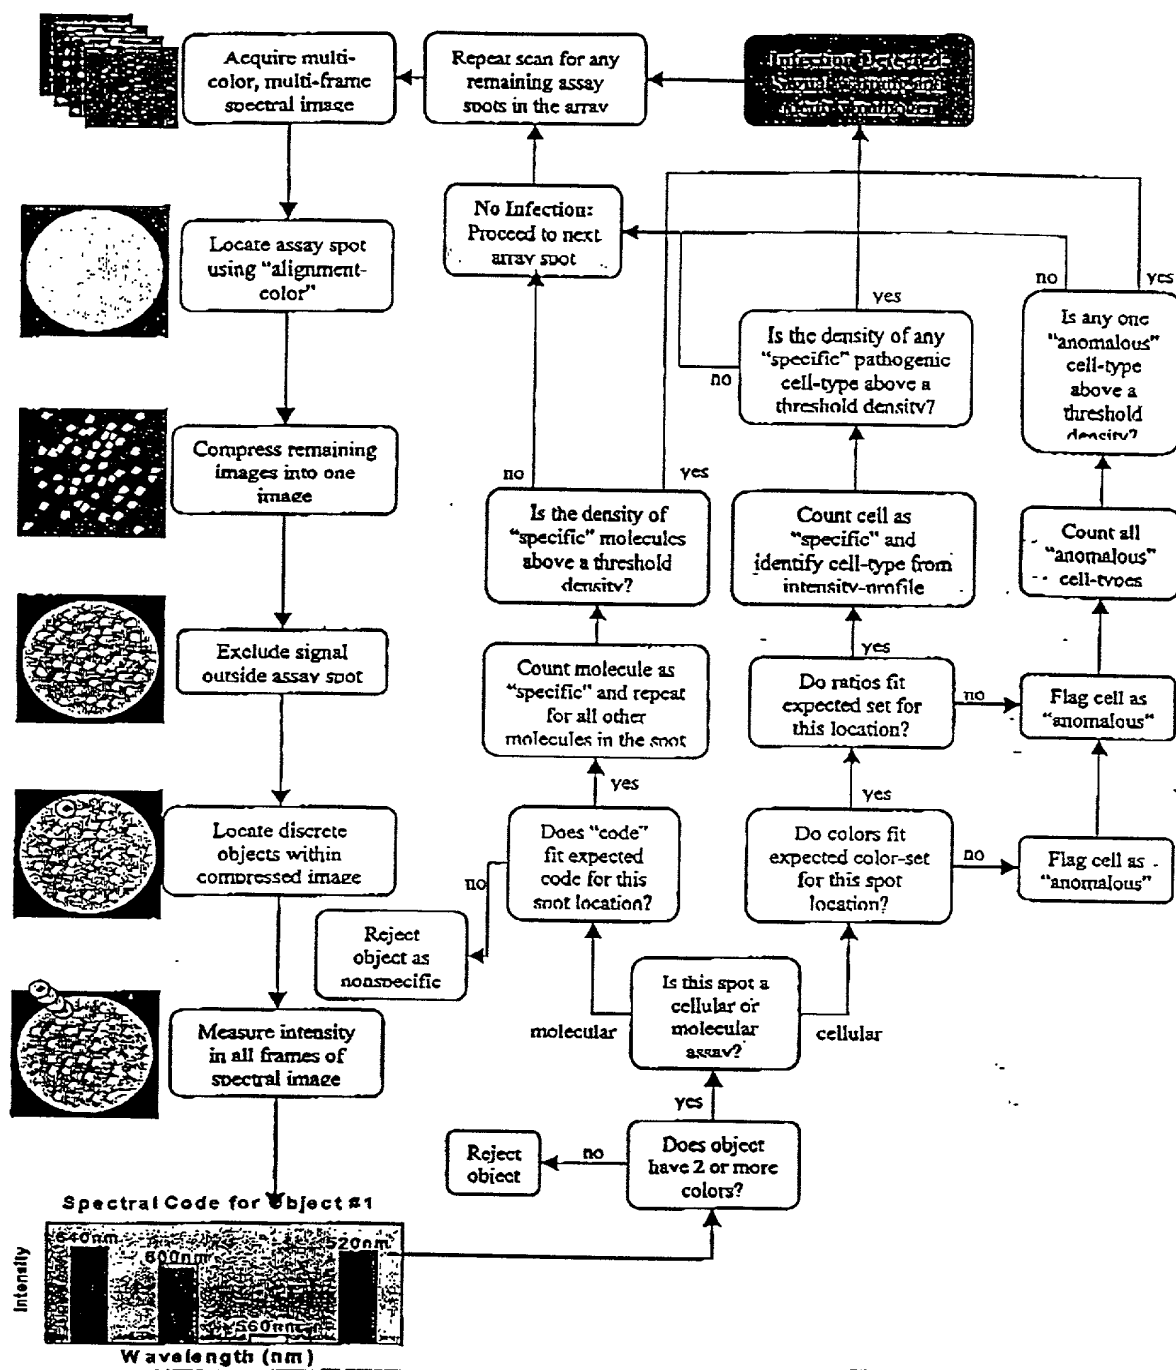 Acquire multi-
color, multi-frame
spectral image
Repeat scan for any
remaining assay
spots in the array
Infection Detected:
Locate assay spot
using "alignment-
color"
No Infection:
Proceed to next
array spot
Compress remaining
images into one
image
Exclude signal
outside assay spot
Locate discrete
objects within
compressed image
Measure intensity
in all frames of
spectral image
Spectral Code for Object #1
640nm
600nm
560nm
520nm
Intensity
Wavelength (nm)
Does object
have 2 or more
colors?
no
Reject
object
yes
Is this spot a
cellular or
molecular
assay?
molecular
cellular
Does "code"
fit expected
code for this
spot location?
no
Reject
object as
nonspecific
yes
Count molecule as
"specific" and repeat
for all other
molecules in the spot
Is the density of
"specific" molecules
above a threshold
density?
no
yes
Do colors fit
expected color-set
for this spot
location?
no
Flag cell as
"anomalous"
yes
Do ratios fit
expected set for
this location?
no
Flag cell as
"anomalous"
yes
Count cell as
"specific" and
identify cell-type from
intensity-profile
Is the density of any
"specific" pathogenic
cell-type above a
threshold density?
no
yes
Count all
"anomalous"
cell-types
Is any one
"anomalous"
cell-type
above a
threshold
density?
no
yes